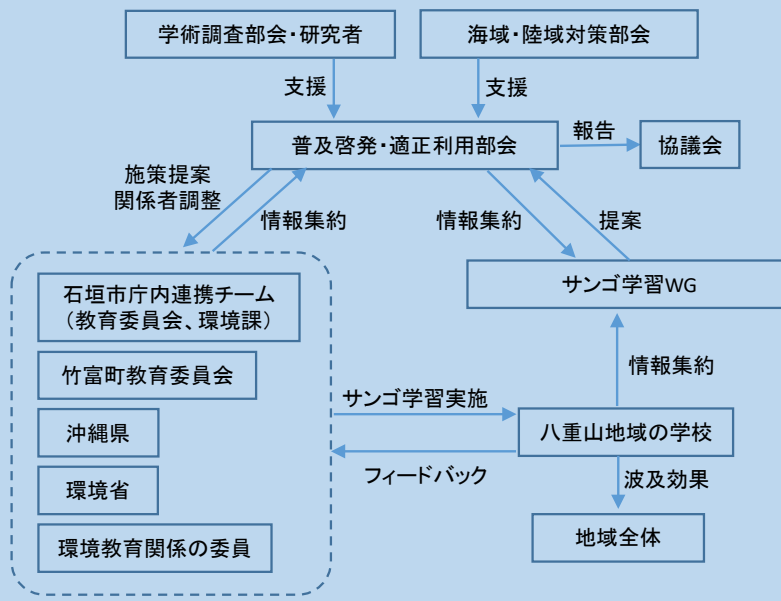 学術調査部会・研究者
海域・陸域対策部会
支援
支援
普及啓発・適正利用部会
報告
協議会
施策提案
関係者調整
情報集約
情報集約
提案
石垣市庁内連携チーム
（教育委員会、環境課）
サンゴ学習WG
竹富町教育委員会
情報集約
サンゴ学習実施
沖縄県
八重山地域の学校
フィードバック
環境省
波及効果
環境教育関係の委員
地域全体